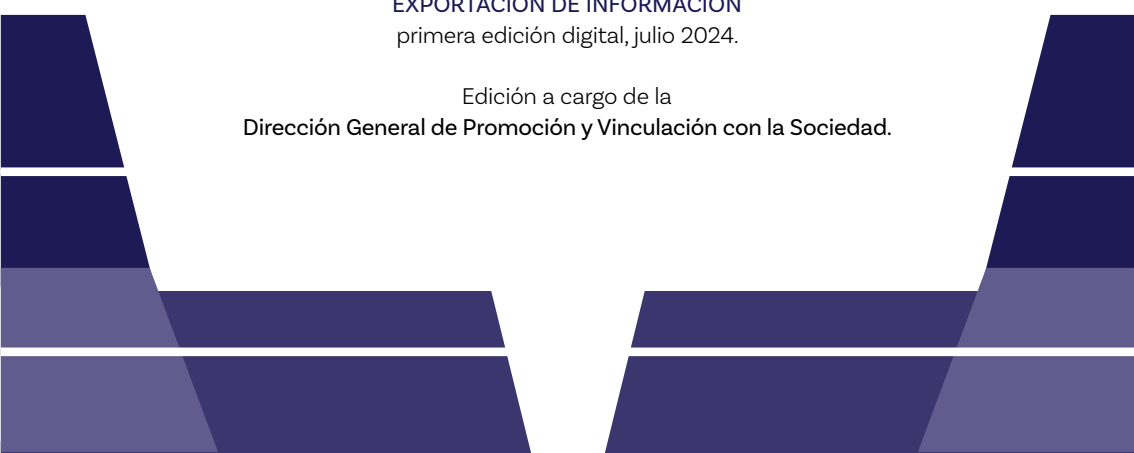 EXPORTACIÓN DE INFORMACIÓN
primera edición digital, julio 2024.
Edición a cargo de la
Dirección General de Promoción y Vinculación con la Sociedad.